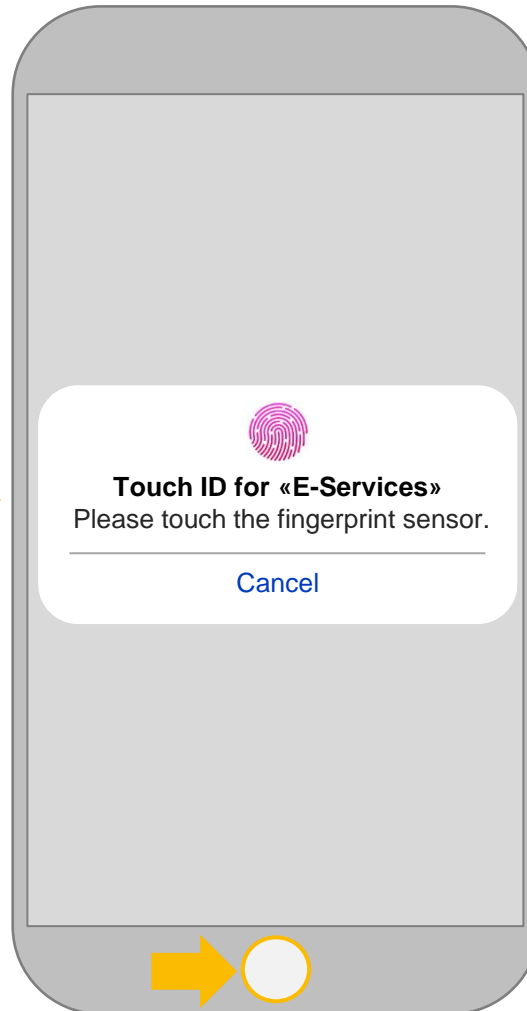 Touch ID for «E-Services»
Please touch the fingerprint sensor.
Cancel